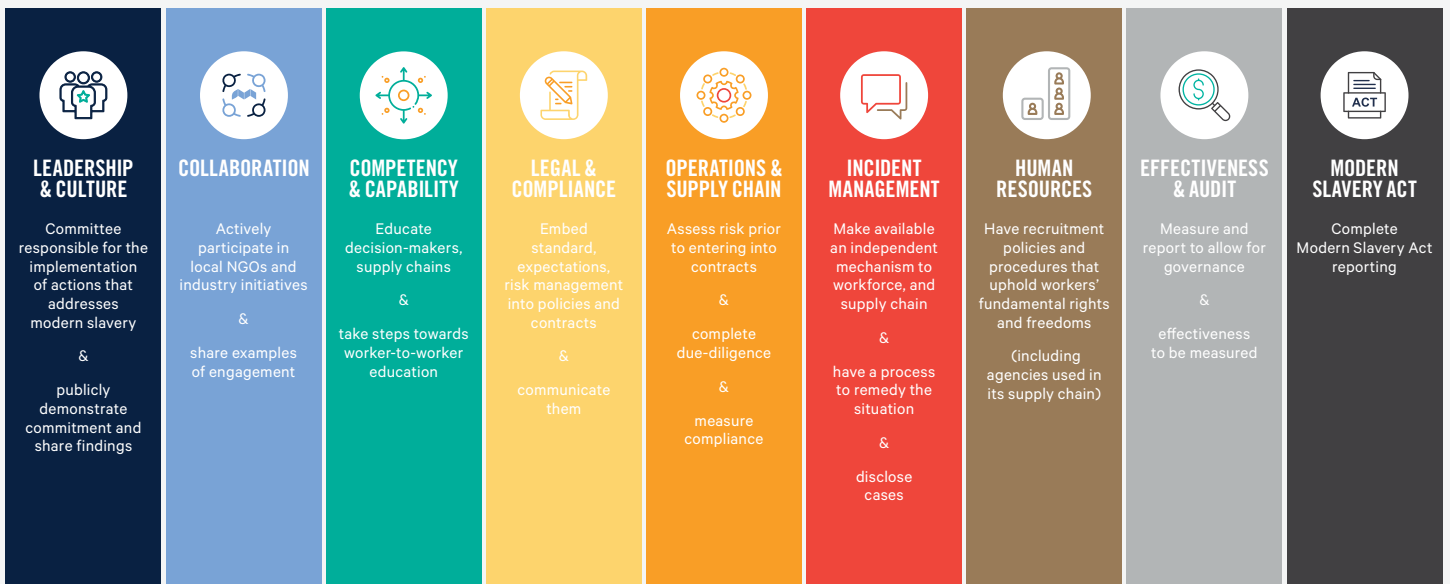 LEADERSHIP
& CULTURE
Committee
responsible for the
implementation
of actions that
addresses
modern slavery
&
publicly
demonstrate
commitment and
share findings
COLLABORATION
Actively
participate in
local NGOs and
industry initiatives
&
share examples
of engagement
COMPETENCY
& CAPABILITY
Educate
decision-makers,
supply chains
&
take steps towards
worker-to-worker
education
LEGAL &
COMPLIANCE
Embed
standard,
expectations,
risk management
into policies and
contracts
&
communicate
them
OPERATIONS &
SUPPLY CHAIN
Assess risk prior
to entering into
contracts
&
complete
due-diligence
&
measure
compliance
INCIDENT
MANAGEMENT
Make available
an independent
mechanism to
workforce, and
supply chain
&
have a process
to remedy the
situation
&
disclose
cases
HUMAN
RESOURCES
Have recruitment
policies and
procedures that
uphold workers’
fundamental rights
and freedoms
(including
agencies used in
its supply chain)
$
EFFECTIVENESS
& AUDIT
Measure and
report to allow for
governance
&
effectiveness
to be measured
ACT
MODERN
SLAVERY ACT
Complete
Modern Slavery Act
reporting